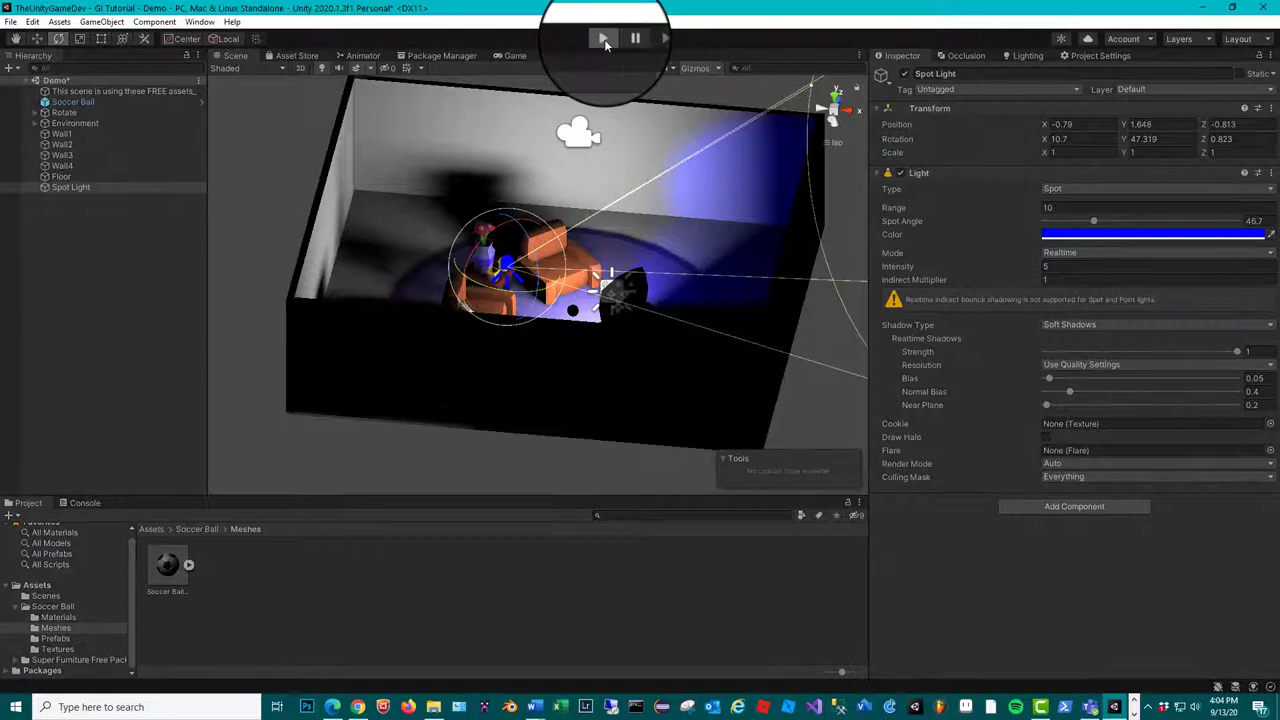 TheUnityGameDev - GI Tutorial - Demo - PC, Mac & Linux Standalone - Unity 2020.1.3f1 Personal* <DX11>
File Edit Assets GameObject Component Window Help
Center Local Account Layers Layout
Hierarchy Scene Asset Store Animator Package Manager Game Inspector Occlusion Lighting Project Settings
All Shaded 2D 0 Gizmos All
Demo*
This scene is using these FREE assets_
Soccer Ball
Rotate
Environment
Wall1
Wall2
Wall3
Wall4
Floor
Spot Light
y
x
z
Iso
Tools
No custom tools available
Spot Light Static
Tag Untagged Layer Default
Transform
Position X -0.79 Y 1.648 Z -0.813
Rotation X 10.7 Y 47.319 Z 0.823
Scale X 1 Y 1 Z 1
Light
Type Spot
Range 10
Spot Angle 46.7
Color
Mode Realtime
Intensity 5
Indirect Multiplier 1
Realtime indirect bounce shadowing is not supported for Spot and Point lights.
Shadow Type Soft Shadows
Realtime Shadows
Strength 1
Resolution Use Quality Settings
Bias 0.05
Normal Bias 0.4
Near Plane 0.2
Cookie None (Texture)
Draw Halo
Flare None (Flare)
Render Mode Auto
Culling Mask Everything
Add Component
Project Console
Favorites
All Materials
All Models
All Prefabs
All Scripts
Assets
Scenes
Soccer Ball
Materials
Meshes
Prefabs
Textures
Super Furniture Free Pack
Packages
Assets Soccer Ball Meshes
9
Soccer Ball..
Type here to search
4:04 PM
9/13/20